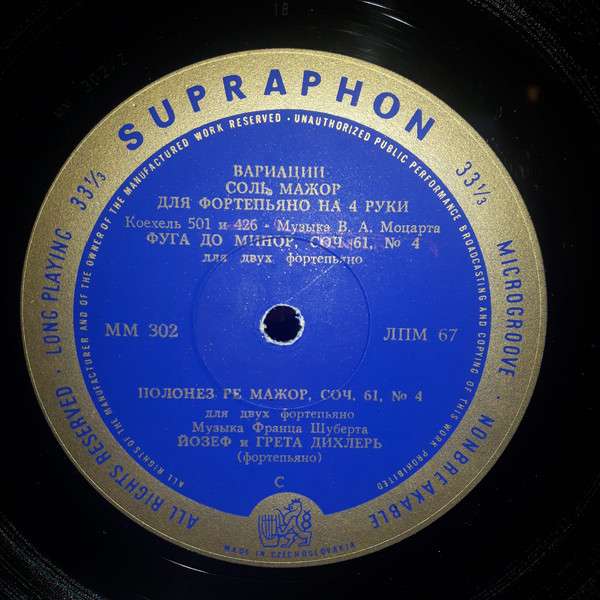 SUPRAPHON
ALL RIGHTS RESERVED · LONG PLAYING 33 1/3
33 1/3 MICROGROOVE · NONBREAKABLE
ALL RIGHTS OF THE MANUFACTURER AND OF THE OWNER OF THE MANUFACTURED WORK RESERVED · UNAUTHORIZED PUBLIC PERFORMANCE BROADCASTING AND COPYING OF THIS WORK PROHIBITED
ВАРИАЦИИ
СОЛЬ МАЖОР
ДЛЯ ФОРТЕПЬЯНО НА 4 РУКИ
Коехель 501 и 426 - Музыка В. А. Моцарта
ФУГА ДО МИНОР, СОЧ. 61, № 4
для двух фортепьяно
ММ 302
ЛПМ 67
ПОЛОНЕЗ РЕ МАЖОР, СОЧ. 61, № 4
для двух фортепьяно
Музыка Франца Шуберта
ЙОЗЕФ и ГРЕТА ДИХЛЕРЬ
(фортепьяно)
C
MADE IN CZECHOSLOVAKIA